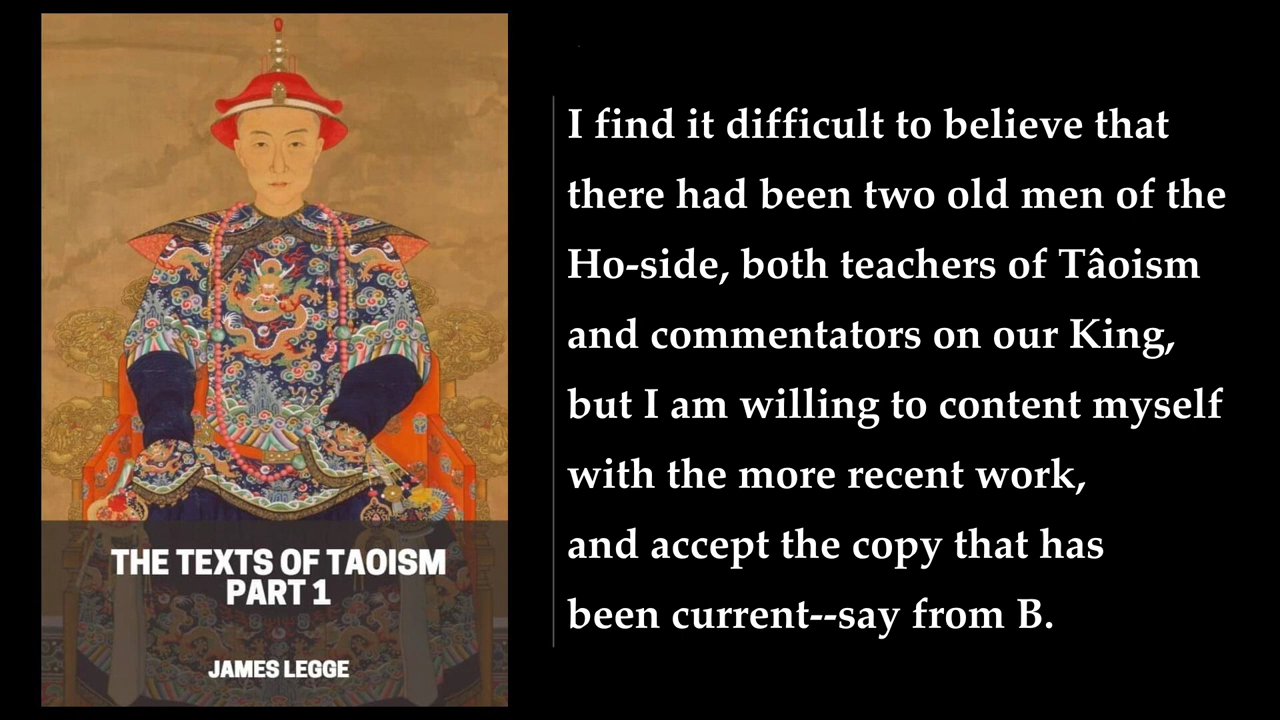 THE TEXTS OF TAOISM
PART 1
JAMES LEGGE
I find it difficult to believe that
there had been two old men of the
Ho-side, both teachers of Tâoism
and commentators on our King,
but I am willing to content myself
with the more recent work,
and accept the copy that has
been current--say from B.